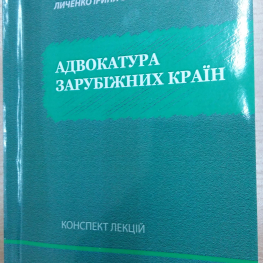 ЛИЧЕНКО
АДВОКАТУРА
ЗАРУБІЖНИХ КРАЇН
КОНСПЕКТ ЛЕКЦІЙ